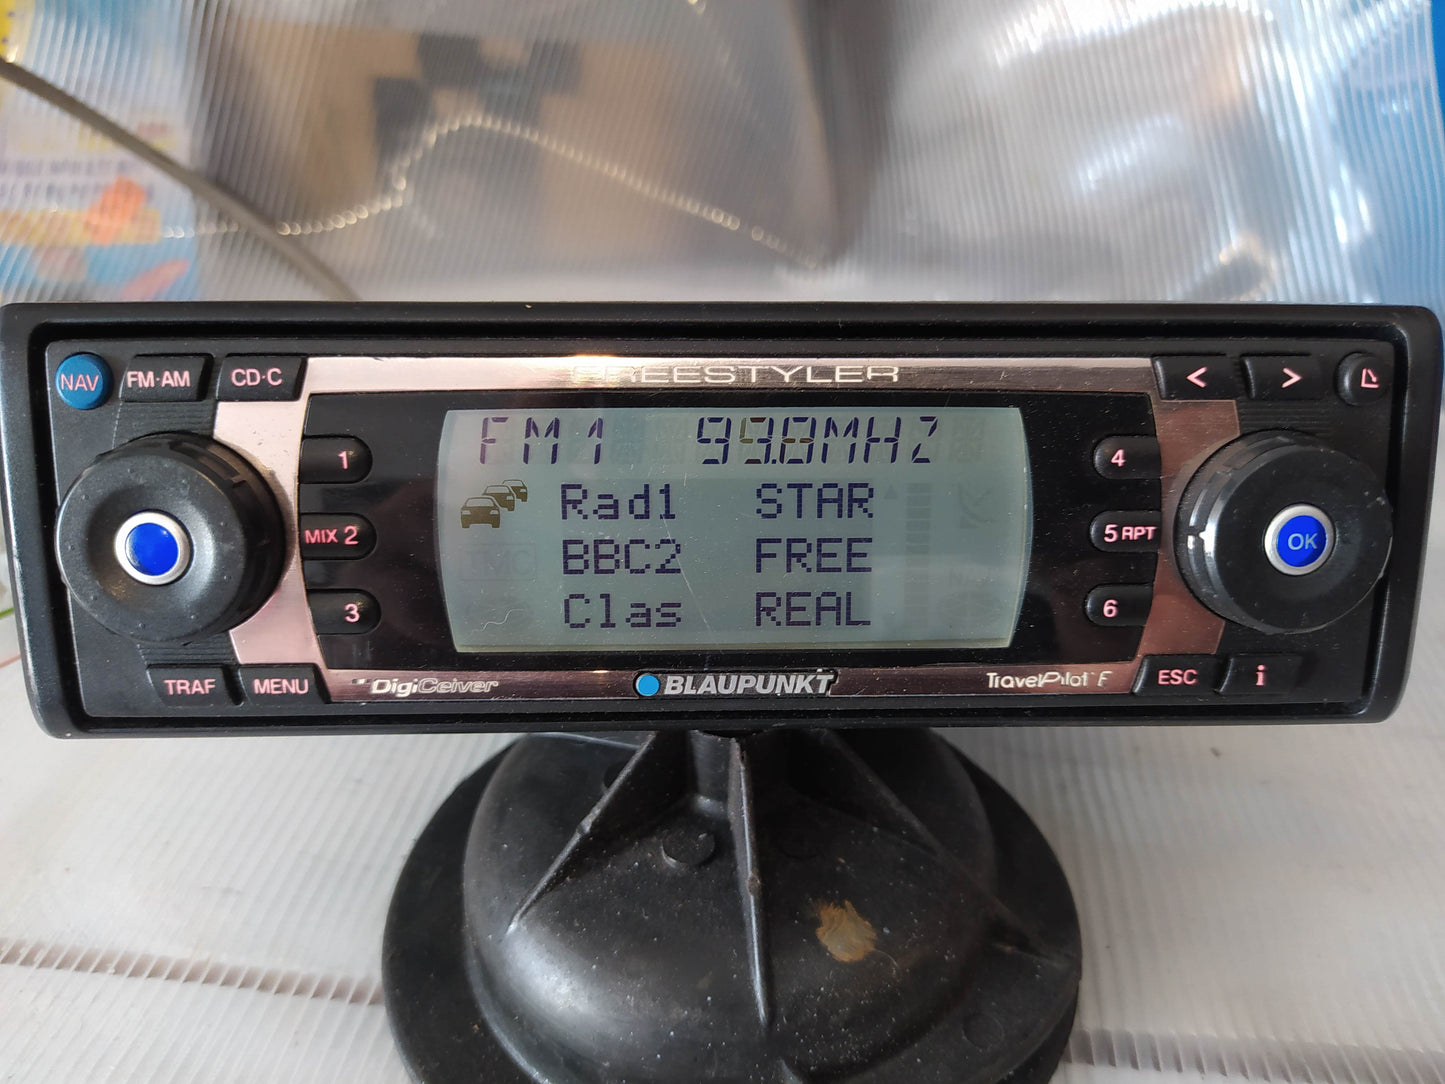 FREESTYLER
NAV FM·AM CD·C < >
FM1 99.8MHZ
1 Rad1 STAR 4
MIX 2 BBC2 FREE 5 RPT
3 Clas REAL 6
OK
TRAF MENU DigiCeiver BLAUPUNKT TravelPilot F ESC i